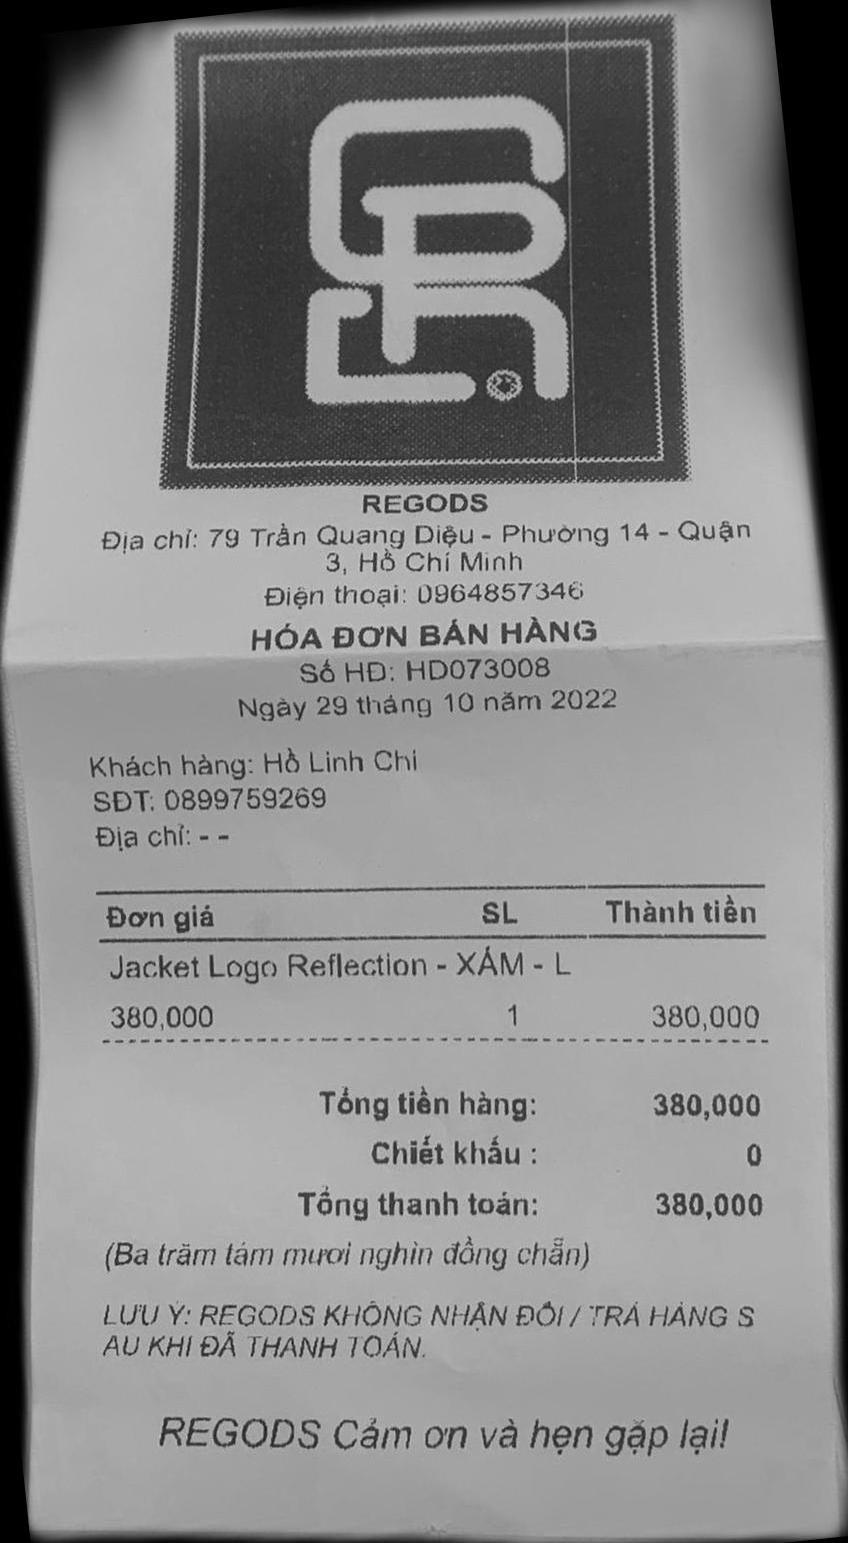 REGODS
Địa chỉ: 79 Trần Quang Diệu - Phường 14 - Quận
3, Hồ Chí Minh
Điện thoại: 0964857346
HÓA ĐƠN BÁN HÀNG
Số HĐ: HD073008
Ngày 29 tháng 10 năm 2022
Khách hàng: Hồ Linh Chi
SĐT: 0899759269
Địa chỉ: - -
Đơn giá SL Thành tiền
Jacket Logo Reflection - XÁM - L
380,000 1 380,000
Tổng tiền hàng: 380,000
Chiết khấu : 0
Tổng thanh toán: 380,000
(Ba trăm tám mươi nghìn đồng chẵn)
LƯU Ý: REGODS KHÔNG NHẬN ĐỔI / TRẢ HÀNG S
AU KHI ĐÃ THANH TOÁN.
REGODS Cảm ơn và hẹn gặp lại!